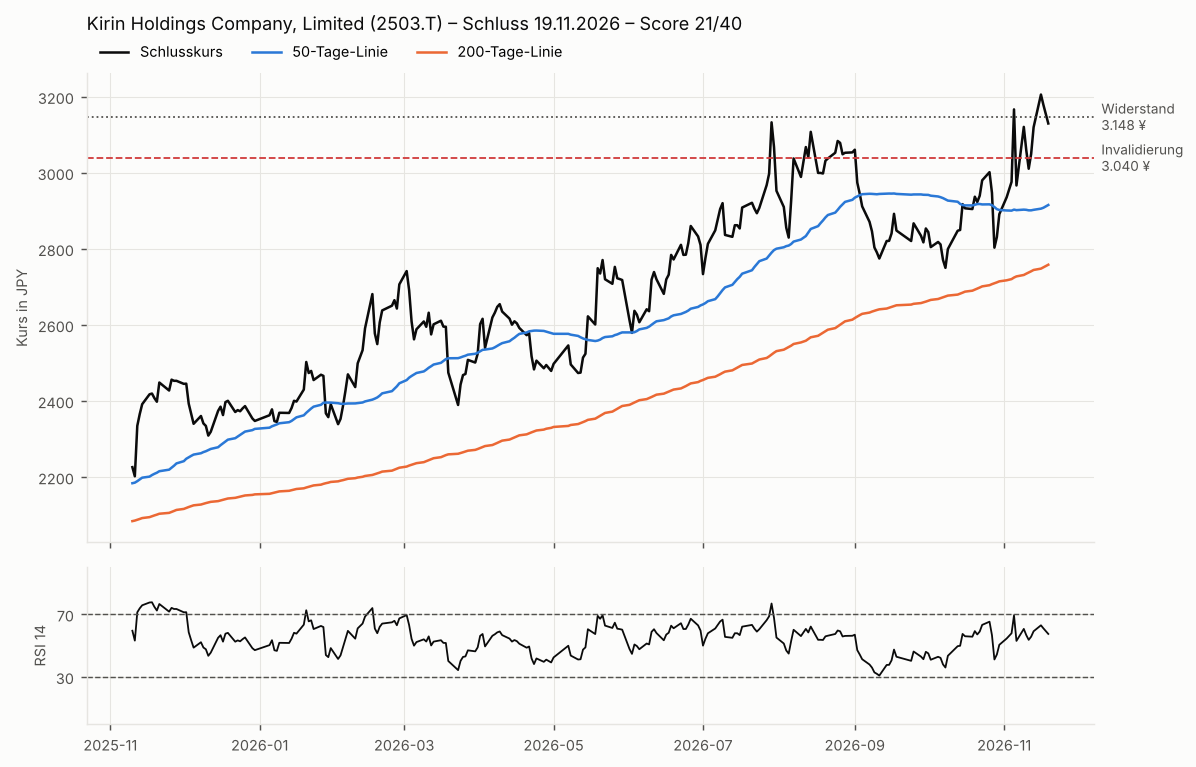 Kirin Holdings Company, Limited (2503.T) – Schluss 19.11.2026 – Score 21/40
Schlusskurs 50-Tage-Linie 200-Tage-Linie
Kurs in JPY
3200
3000
2800
2600
2400
2200
Widerstand
3.148 ¥
Invalidierung
3.040 ¥
RSI 14
70
30
2025-11 2026-01 2026-03 2026-05 2026-07 2026-09 2026-11